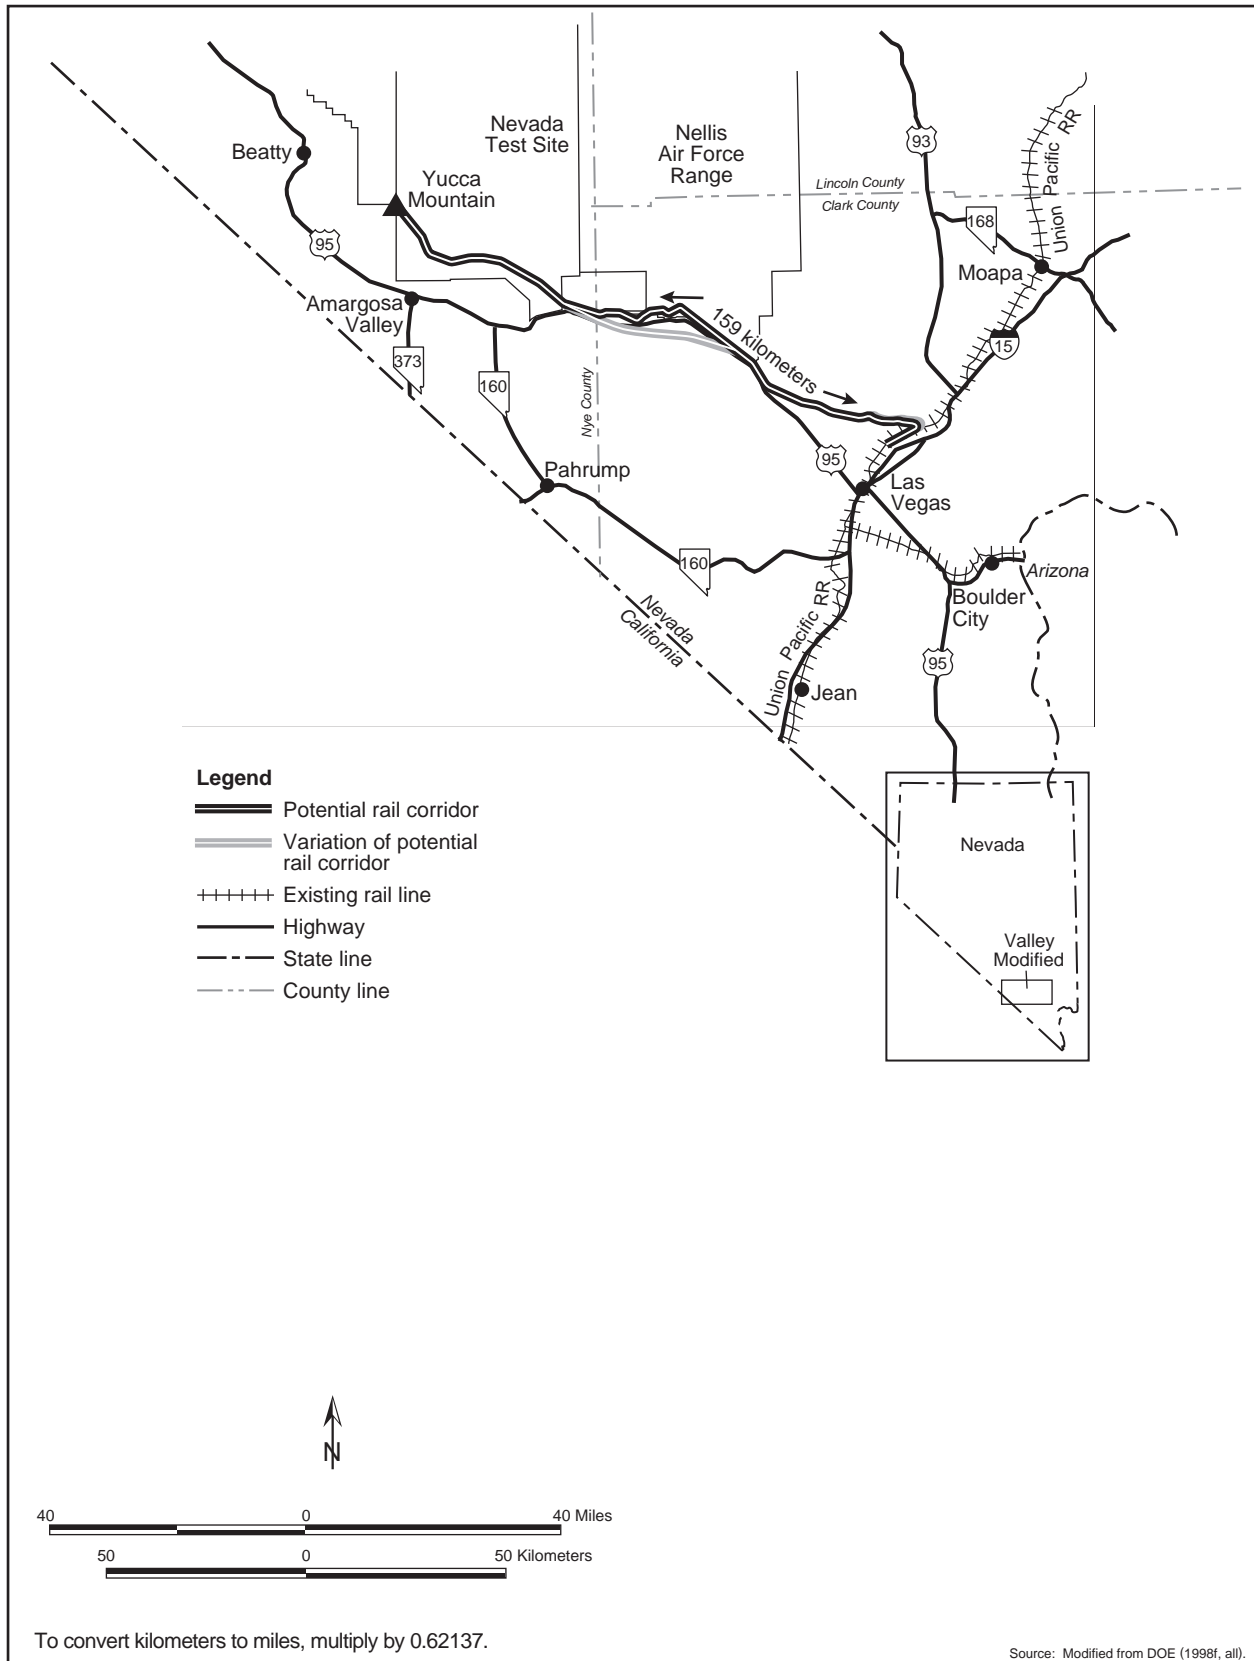 Nevada
Test Site
Nellis
Air Force
Range
93
Union Pacific RR
Beatty
Yucca
Mountain
Lincoln County
Clark County
168
95
Moapa
Amargosa
Valley
159 kilometers
15
373
160
Nye County
95
Pahrump
Las
Vegas
160
Arizona
Nevada
California
Boulder
City
Union Pacific RR
95
Jean
Legend
Potential rail corridor
Variation of potential
rail corridor
Existing rail line
Highway
State line
County line
Nevada
Valley
Modified
N
40 0 40 Miles
50 0 50 Kilometers
To convert kilometers to miles, multiply by 0.62137.
Source: Modified from DOE (1998f, all).